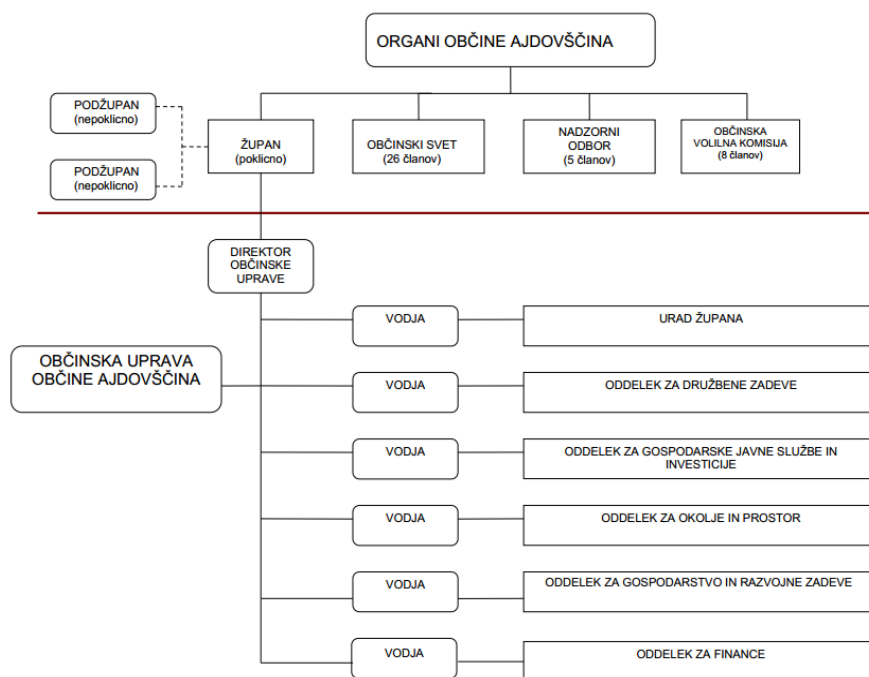 ORGANI OBČINE AJDOVŠČINA
PODŽUPAN
(nepoklicno)
PODŽUPAN
(nepoklicno)
ŽUPAN
(poklicno)
OBČINSKI SVET
(26 članov)
NADZORNI
ODBOR
(5 članov)
OBČINSKA
VOLILNA KOMISIJA
(8 članov)
DIREKTOR
OBČINSKE
UPRAVE
OBČINSKA UPRAVA
OBČINE AJDOVŠČINA
VODJA
URAD ŽUPANA
VODJA
ODDELEK ZA DRUŽBENE ZADEVE
VODJA
ODDELEK ZA GOSPODARSKE JAVNE SLUŽBE IN
INVESTICIJE
VODJA
ODDELEK ZA OKOLJE IN PROSTOR
VODJA
ODDELEK ZA GOSPODARSTVO IN RAZVOJNE ZADEVE
VODJA
ODDELEK ZA FINANCE